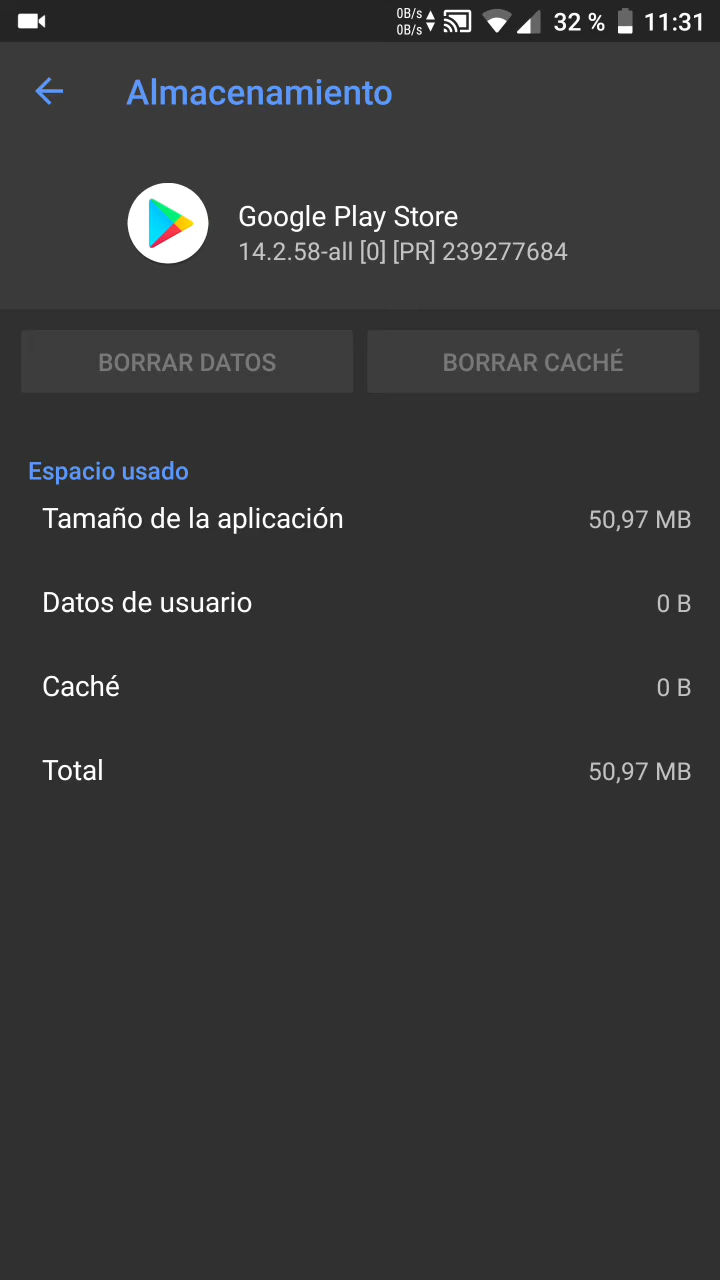 0B/s
0B/s
32 %
11:31
Almacenamiento
Google Play Store
14.2.58-all [0] [PR] 239277684
BORRAR DATOS
BORRAR CACHÉ
Espacio usado
Tamaño de la aplicación
50,97 MB
Datos de usuario
0 B
Caché
0 B
Total
50,97 MB